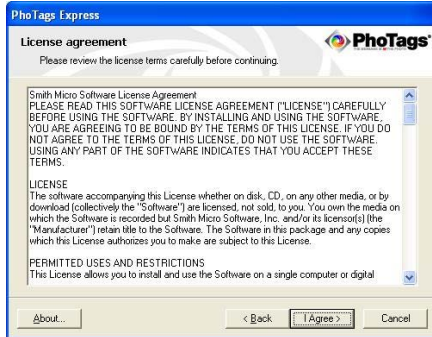 PhoTags Express
License agreement
Please review the license terms carefully before continuing.
PhoTags
Smith Micro Software License Agreement
PLEASE READ THIS SOFTWARE LICENSE AGREEMENT ("LICENSE") CAREFULLY
BEFORE USING THE SOFTWARE. BY INSTALLING AND USING THE SOFTWARE,
YOU ARE AGREEING TO BE BOUND BY THE TERMS OF THIS LICENSE. IF YOU DO
NOT AGREE TO THE TERMS OF THIS LICENSE, DO NOT USE THE SOFTWARE.
USING ANY PART OF THE SOFTWARE INDICATES THAT YOU ACCEPT THESE
TERMS.
LICENSE
The software accompanying this License whether on disk, CD, on any other media, or by
download (collectively the "Software") are licensed, not sold, to you. You own the media on
which the Software is recorded but Smith Micro Software, Inc. and/or its licensor(s) (the
"Manufacturer") retain title to the Software. The Software in this package and any copies
which this License authorizes you to make are subject to this License.
PERMITTED USES AND RESTRICTIONS
This License allows you to install and use the Software on a single computer or digital
About...
< Back
I Agree >
Cancel